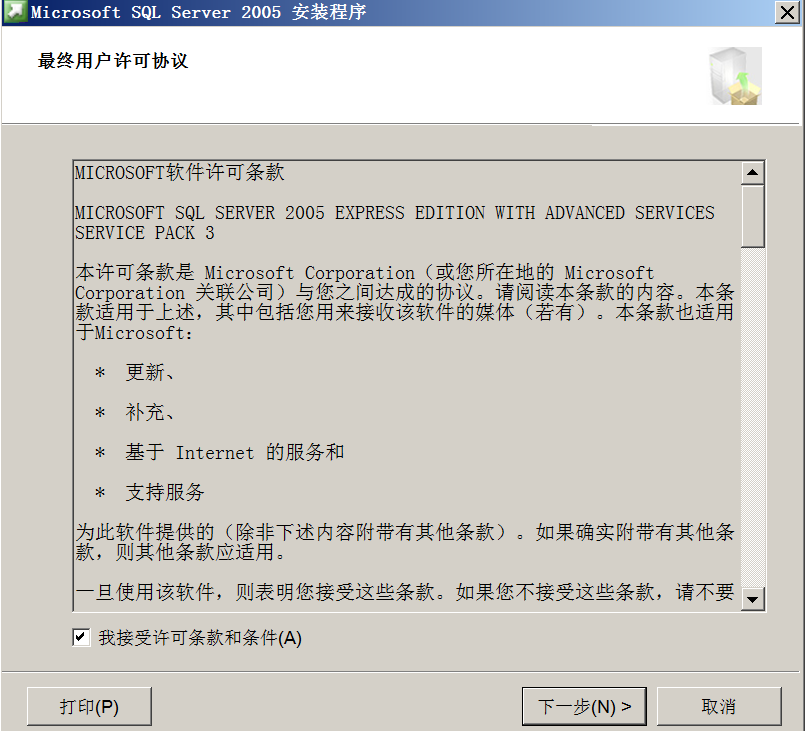 Microsoft SQL Server 2005 安装程序
最终用户许可协议
MICROSOFT软件许可条款
MICROSOFT SQL SERVER 2005 EXPRESS EDITION WITH ADVANCED SERVICES
SERVICE PACK 3
本许可条款是 Microsoft Corporation（或您所在地的 Microsoft
Corporation 关联公司）与您之间达成的协议。请阅读本条款的内容。本条
款适用于上述，其中包括您用来接收该软件的媒体（若有）。本条款也适用
于Microsoft:
* 更新、
* 补充、
* 基于 Internet 的服务和
* 支持服务
为此软件提供的（除非下述内容附带有其他条款）。如果确实附带有其他条
款，则其他条款应适用。
一旦使用该软件，则表明您接受这些条款。如果您不接受这些条款，请不要
我接受许可条款和条件(A)
打印(P)
下一步(N) >
取消